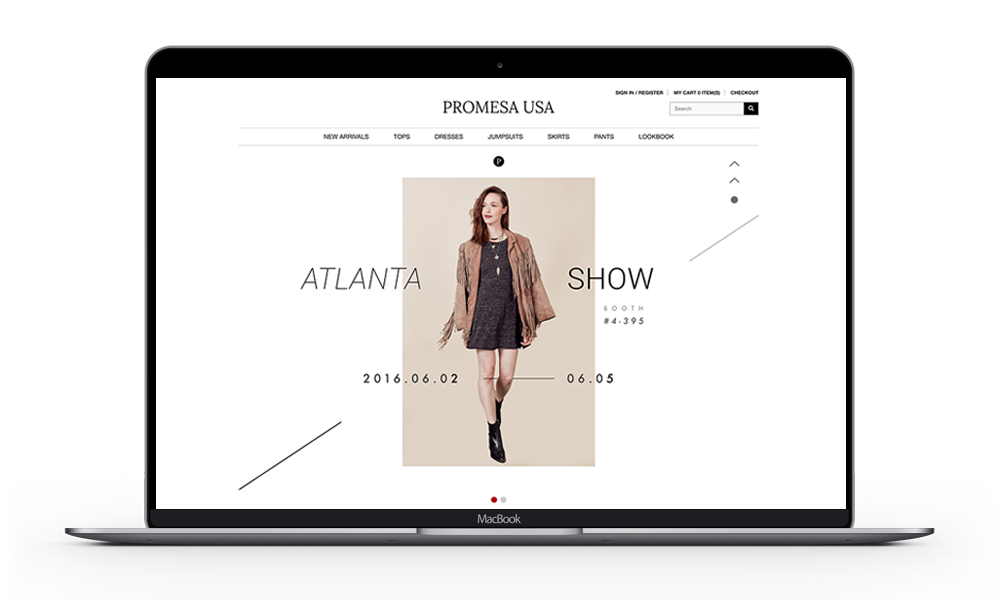 SIGN IN / REGISTER | MY CART 0 ITEM(S) | CHECKOUT
PROMESA USA
Search
NEW ARRIVALS TOPS DRESSES JUMPSUITS SKIRTS PANTS LOOKBOOK
P
ATLANTA SHOW
BOOTH
#4-395
2016.06.02 06.05
MacBook